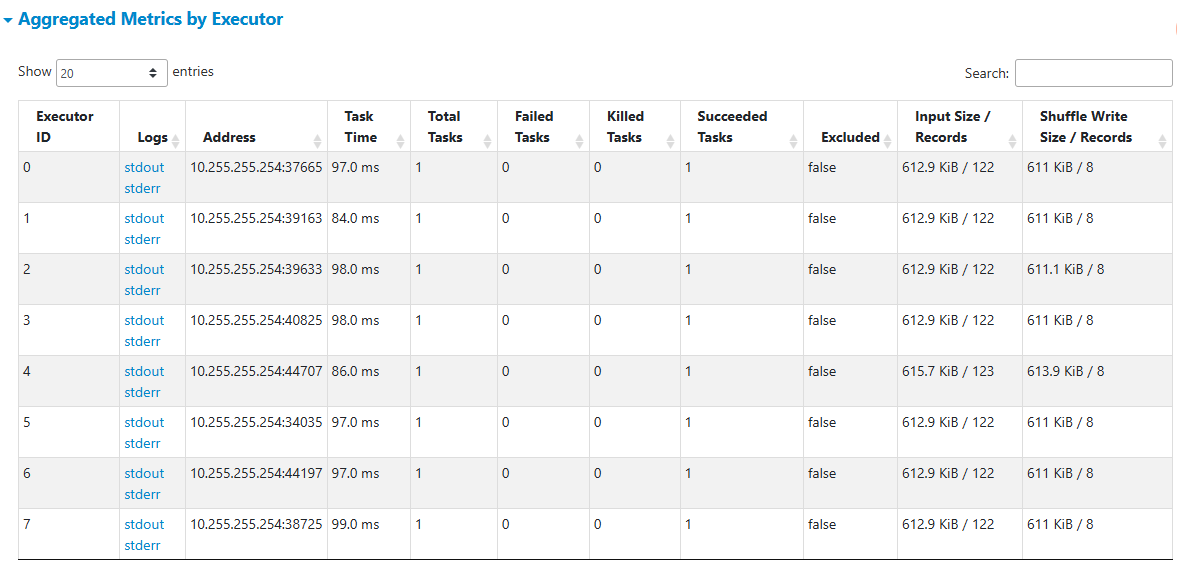 Aggregated Metrics by Executor
Show 20 entries
Search:
Executor ID Logs Address Task Time Total Tasks Failed Tasks Killed Tasks Succeeded Tasks Excluded Input Size / Records Shuffle Write Size / Records
0 stdout 10.255.255.254:37665 97.0 ms 1 0 0 1 false 612.9 KiB / 122 611 KiB / 8
stderr
1 stdout 10.255.255.254:39163 84.0 ms 1 0 0 1 false 612.9 KiB / 122 611 KiB / 8
stderr
2 stdout 10.255.255.254:39633 98.0 ms 1 0 0 1 false 612.9 KiB / 122 611.1 KiB / 8
stderr
3 stdout 10.255.255.254:40825 98.0 ms 1 0 0 1 false 612.9 KiB / 122 611 KiB / 8
stderr
4 stdout 10.255.255.254:44707 86.0 ms 1 0 0 1 false 615.7 KiB / 123 613.9 KiB / 8
stderr
5 stdout 10.255.255.254:34035 97.0 ms 1 0 0 1 false 612.9 KiB / 122 611 KiB / 8
stderr
6 stdout 10.255.255.254:44197 97.0 ms 1 0 0 1 false 612.9 KiB / 122 611 KiB / 8
stderr
7 stdout 10.255.255.254:38725 99.0 ms 1 0 0 1 false 612.9 KiB / 122 611 KiB / 8
stderr